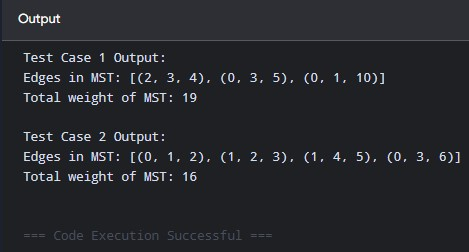 Output
Test Case 1 Output:
Edges in MST: [(2, 3, 4), (0, 3, 5), (0, 1, 10)]
Total weight of MST: 19
Test Case 2 Output:
Edges in MST: [(0, 1, 2), (1, 2, 3), (1, 4, 5), (0, 3, 6)]
Total weight of MST: 16
=== Code Execution Successful ===